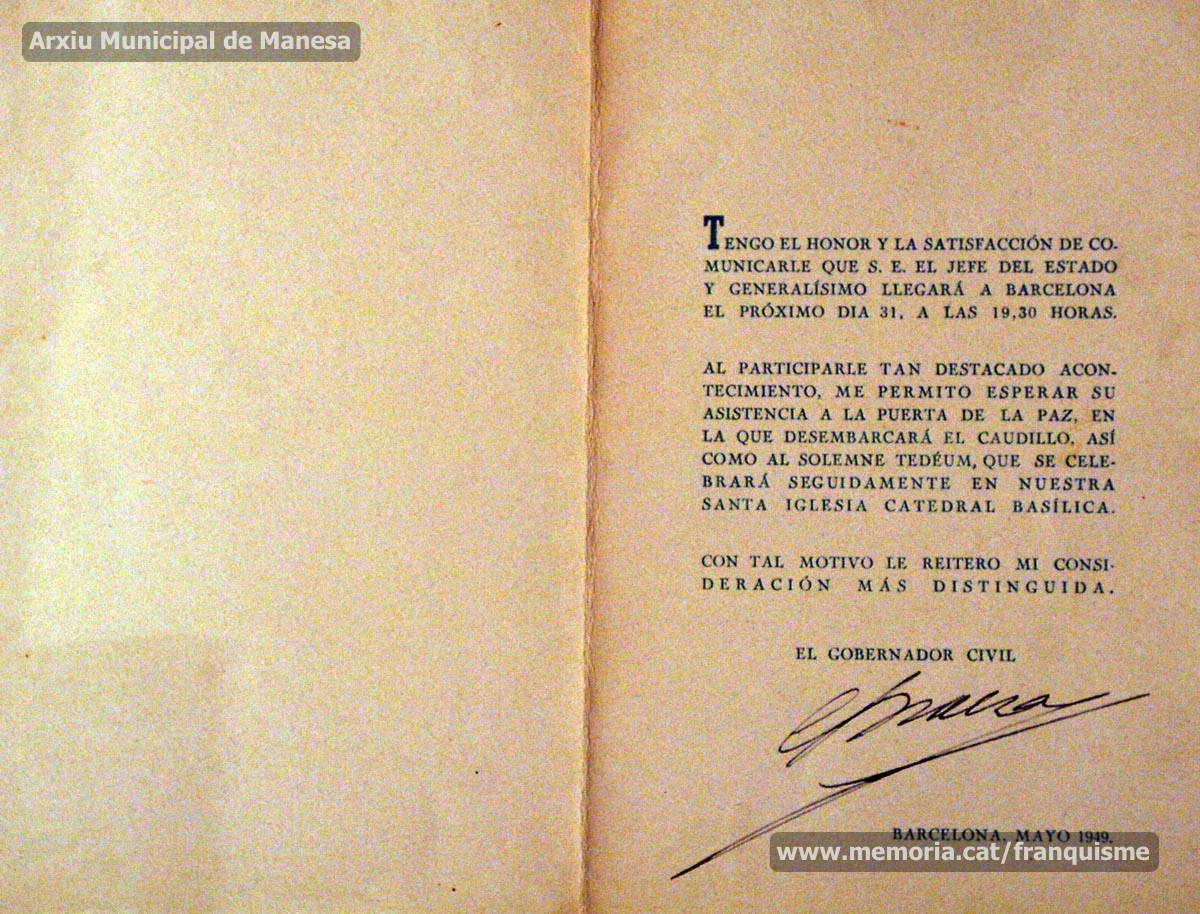 Arxiu Municipal de Manesa
TENGO EL HONOR Y LA SATISFACCIÓN DE CO-
MUNICARLE QUE S. E. EL JEFE DEL ESTADO
Y GENERALÍSIMO LLEGARÁ A BARCELONA
EL PRÓXIMO DIA 31, A LAS 19,30 HORAS.
AL PARTICIPARLE TAN DESTACADO ACON-
TECIMIENTO, ME PERMITO ESPERAR SU
ASISTENCIA A LA PUERTA DE LA PAZ, EN
LA QUE DESEMBARCARÁ EL CAUDILLO, ASÍ
COMO AL SOLEMNE TEDÉUM, QUE SE CELE-
BRARÁ SEGUIDAMENTE EN NUESTRA
SANTA IGLESIA CATEDRAL BASÍLICA.
CON TAL MOTIVO LE REITERO MI CONSI-
DERACIÓN MÁS DISTINGUIDA.
EL GOBERNADOR CIVIL
BARCELONA, MAYO 1949.
www.memoria.cat/franquisme